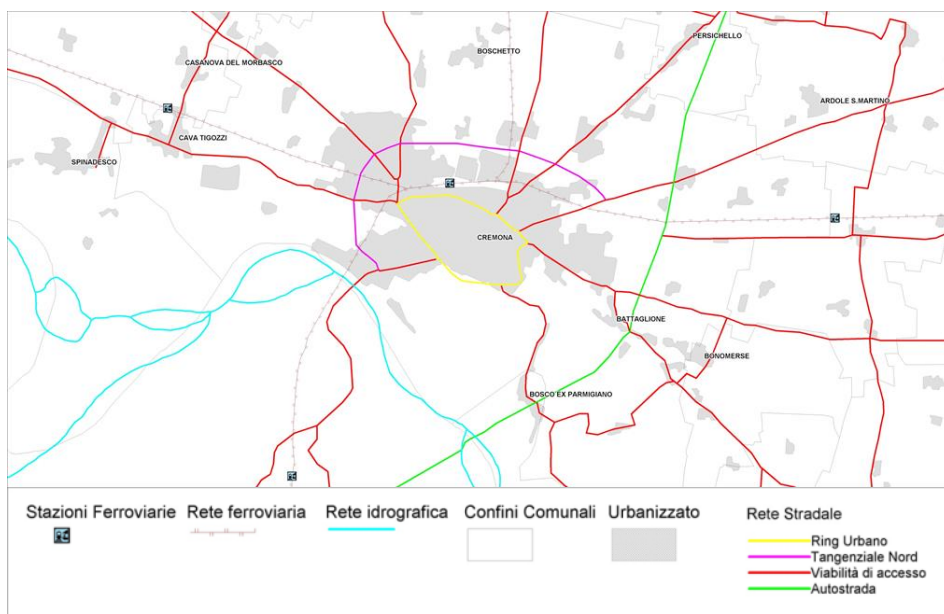 PERSICHELLO
BOSCHETTO
CASANOVA DEL MORBASCO
ARDOLE S.MARTINO
CAVA TIGOZZI
SPINADESCO
CREMONA
BATTAGLIONE
BONOMERSE
BOSCO EX PARMIGIANO
Stazioni Ferroviarie Rete ferroviaria Rete idrografica Confini Comunali Urbanizzato Rete Stradale
Ring Urbano
Tangenziale Nord
Viabilità di accesso
Autostrada